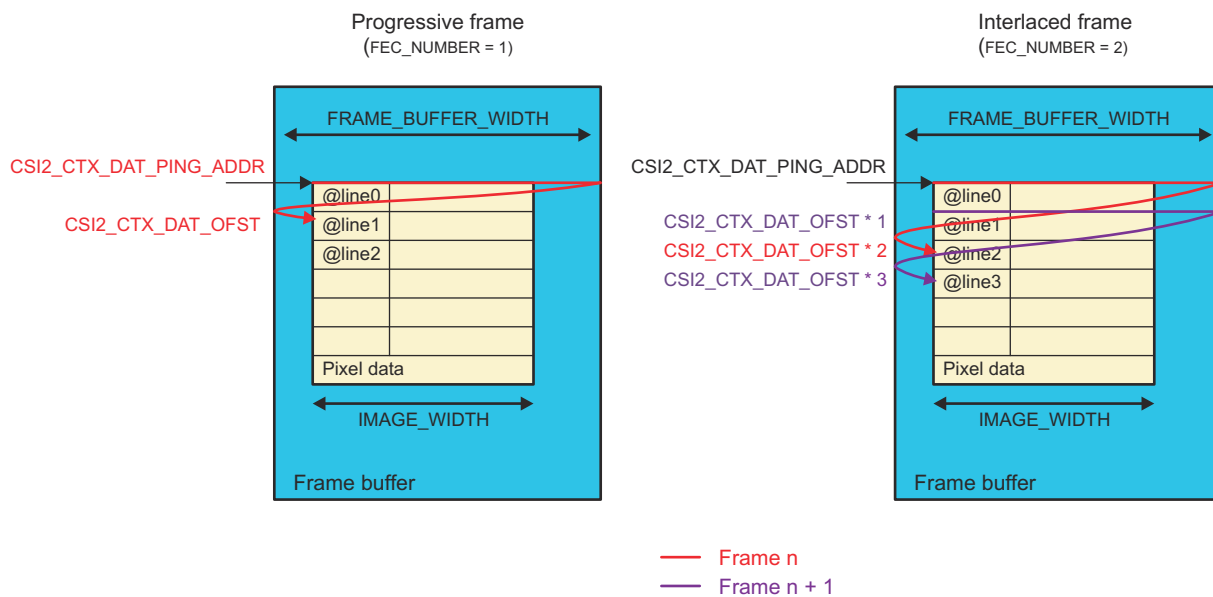 Progressive frame
(FEC_NUMBER = 1)
FRAME_BUFFER_WIDTH
CSI2_CTX_DAT_PING_ADDR
@line0
CSI2_CTX_DAT_OFST
@line1
@line2
Pixel data
IMAGE_WIDTH
Frame buffer
Interlaced frame
(FEC_NUMBER = 2)
FRAME_BUFFER_WIDTH
CSI2_CTX_DAT_PING_ADDR
@line0
CSI2_CTX_DAT_OFST * 1
@line1
CSI2_CTX_DAT_OFST * 2
@line2
CSI2_CTX_DAT_OFST * 3
@line3
Pixel data
IMAGE_WIDTH
Frame buffer
Frame n
Frame n + 1